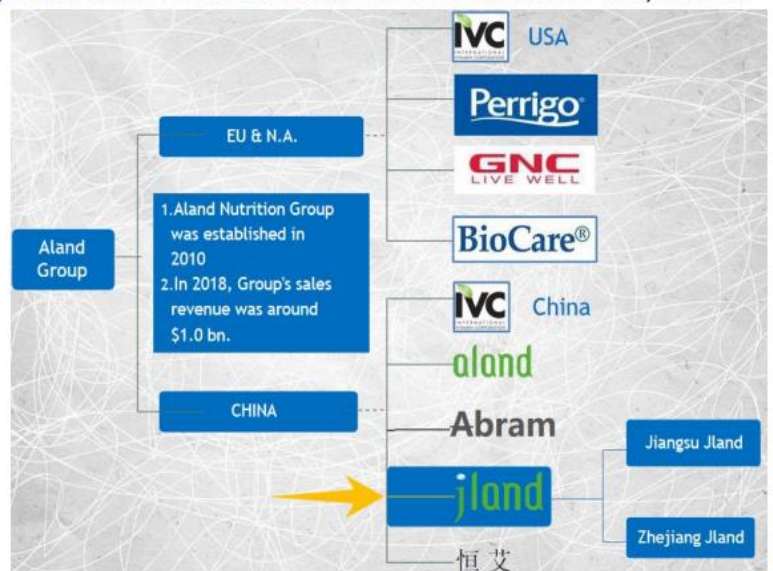 IVC
INTERNATIONAL
VITAMIN CORPORATION
USA
Perrigo®
EU & N.A.
GNC
LIVE WELL
1.Aland Nutrition Group
was established in
2010
2.In 2018, Group's sales
revenue was around
$1.0 bn.
Aland
Group
BioCare®
IVC
INTERNATIONAL
VITAMIN CORPORATION
China
aland
CHINA
Abram
Jiangsu Jland
jland
Zhejiang Jland
恒艾